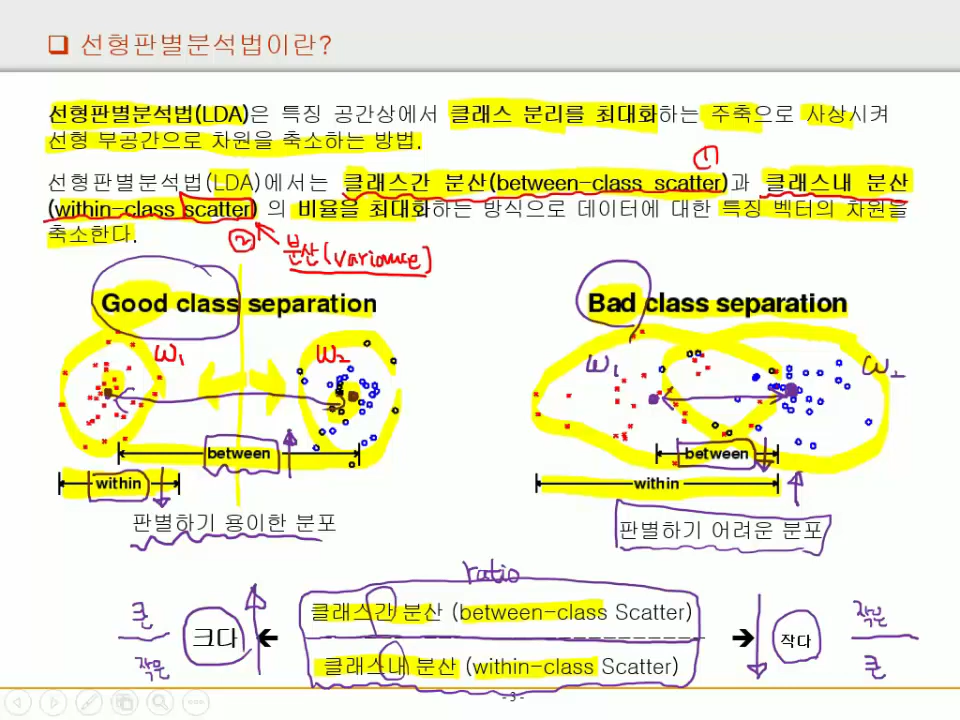 선형판별분석법이란?
선형판별분석법(LDA)은 특징 공간상에서 클래스 분리를 최대화하는 주축으로 사상시켜
선형 부공간으로 차원을 축소하는 방법.
①
선형판별분석법(LDA)에서는 클래스간 분산(between-class scatter)과 클래스내 분산
(within-class scatter) 의 비율을 최대화하는 방식으로 데이터에 대한 특징 벡터의 차원을
축소한다.
② 분산(variance)
Good class separation
Bad class separation
ω1 ω2
ω1 ω2
between
within
between
within
판별하기 용이한 분포
판별하기 어려운 분포
ratio
큰
작은
크다
클래스간 분산 (between-class Scatter)
클래스내 분산 (within-class Scatter)
작다
작은
큰
- 3 -